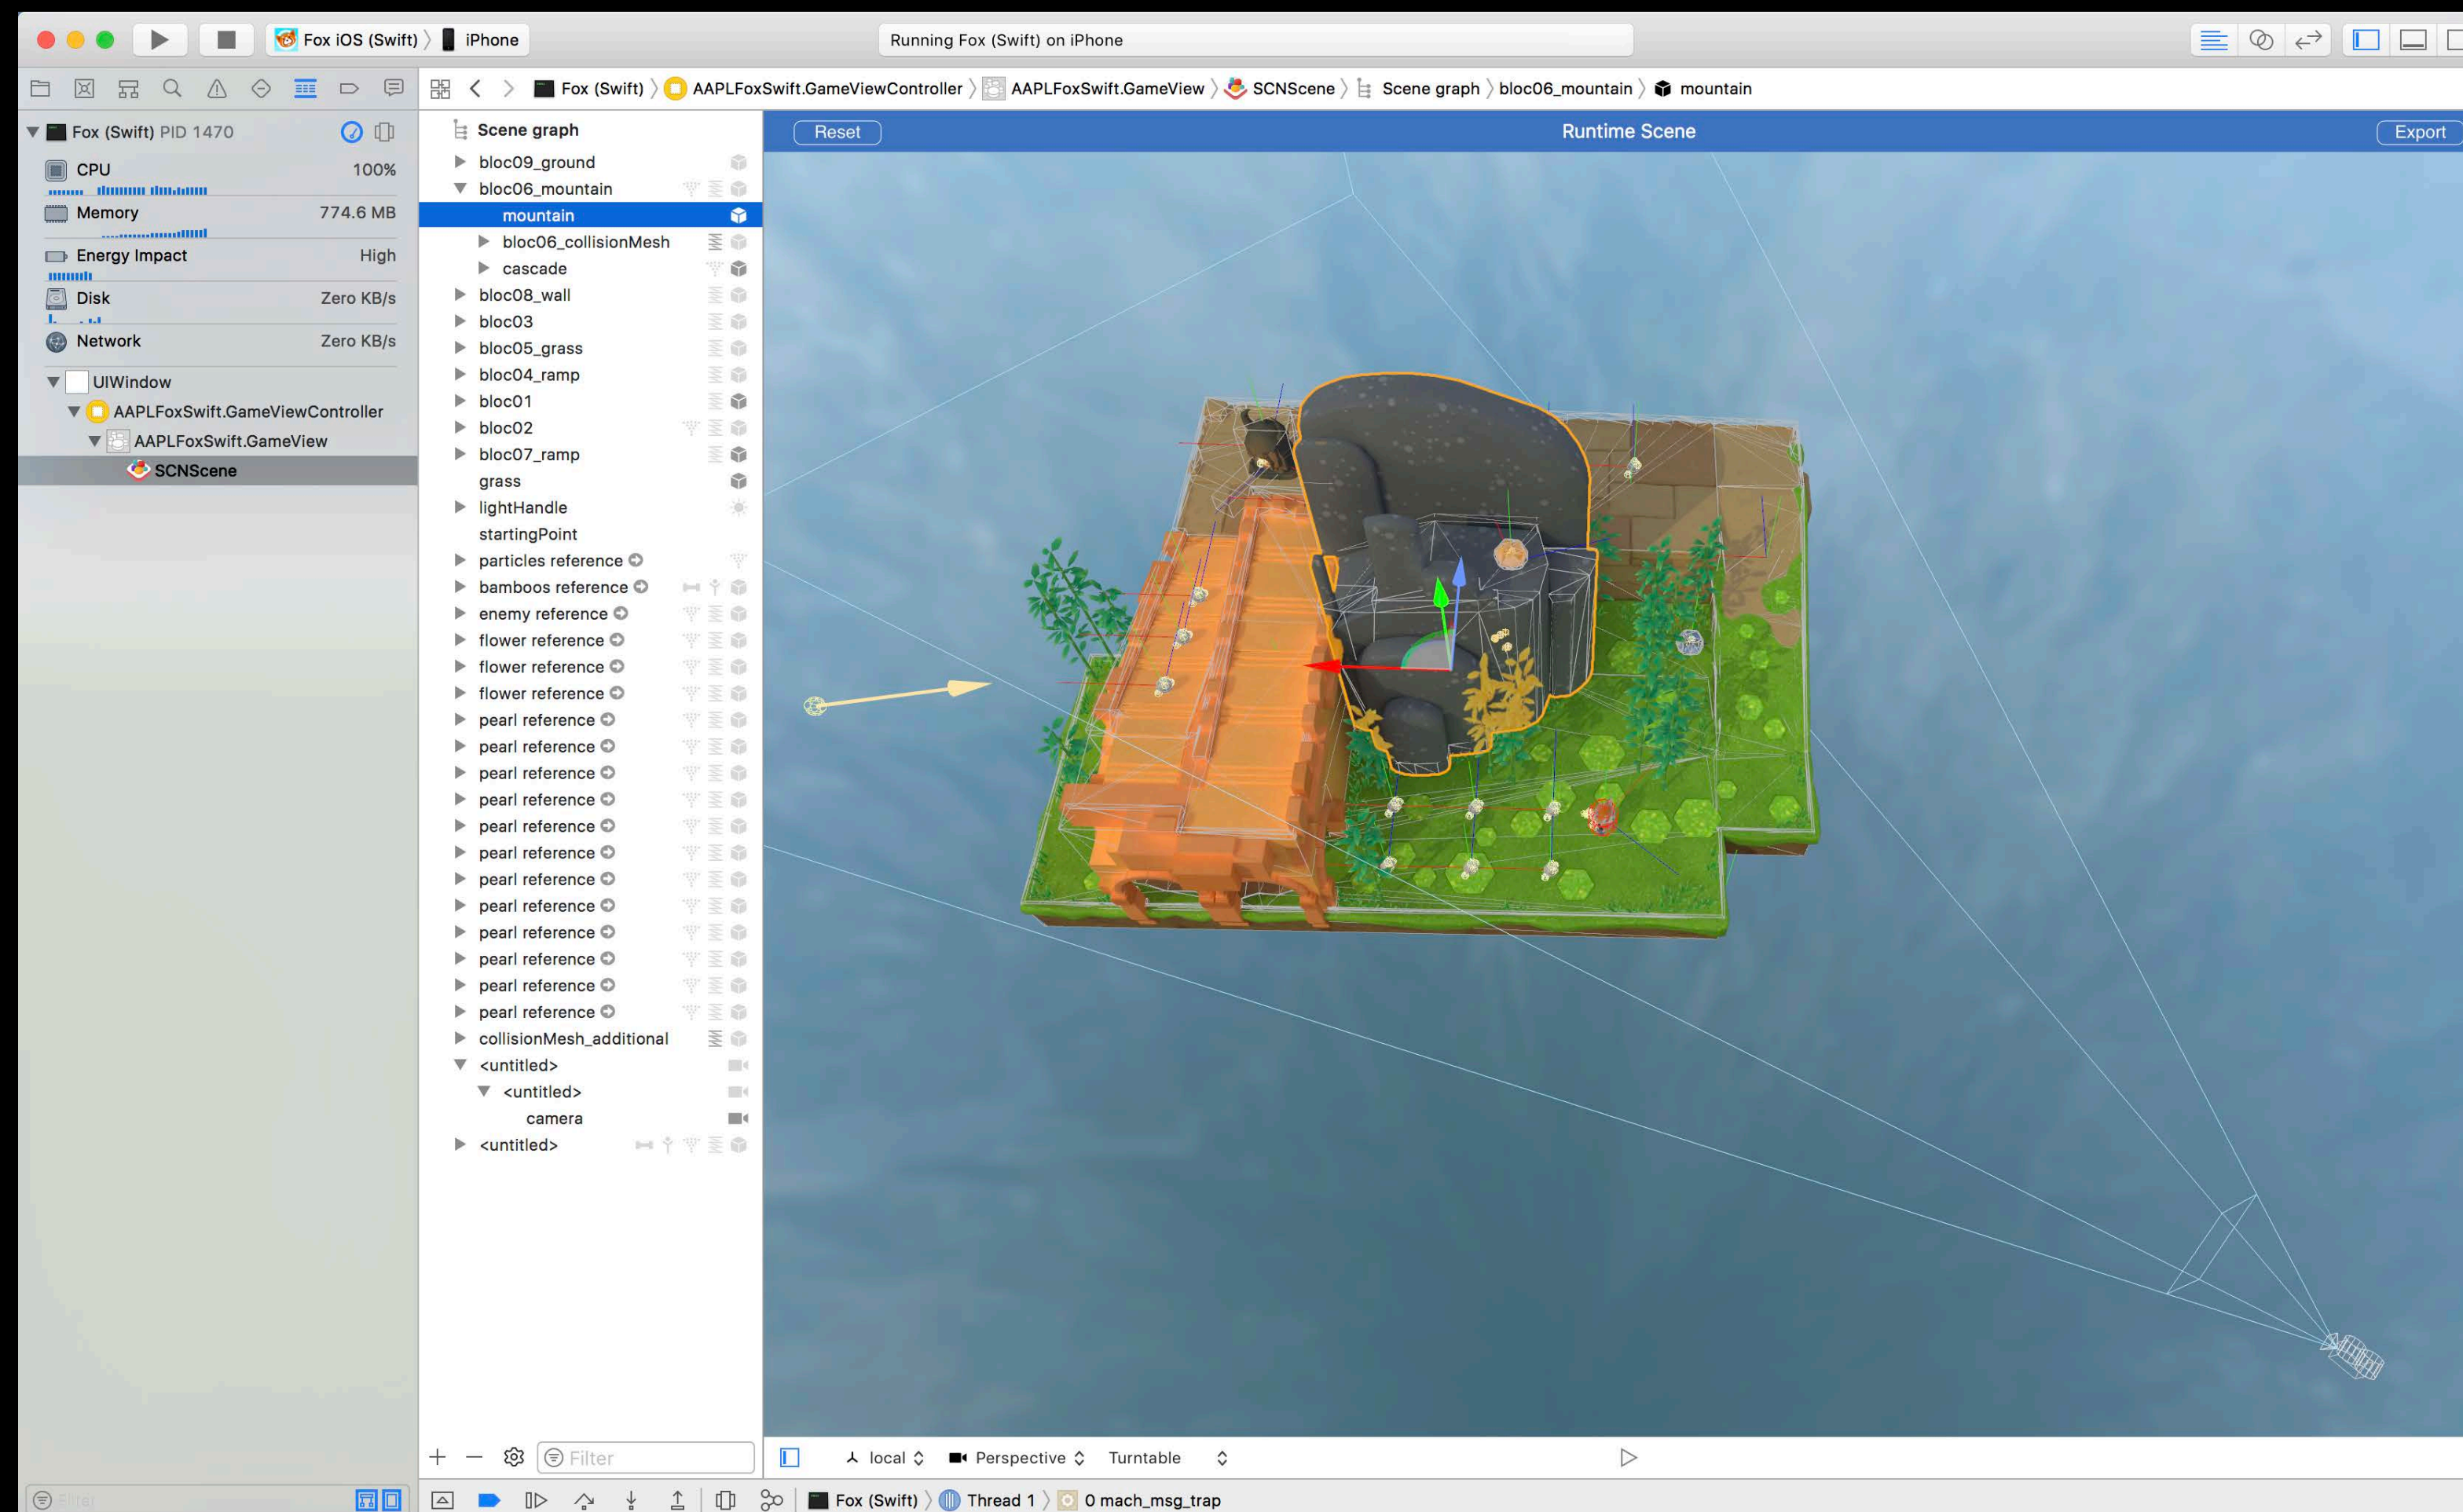 Fox iOS (Swift) 〉 iPhone
Running Fox (Swift) on iPhone
Fox (Swift) 〉 AAPLFoxSwift.GameViewController 〉 AAPLFoxSwift.GameView 〉 SCNScene 〉 Scene graph 〉 bloc06_mountain 〉 mountain
Fox (Swift) PID 1470
CPU 100%
Memory 774.6 MB
Energy Impact High
Disk Zero KB/s
Network Zero KB/s
UIWindow
AAPLFoxSwift.GameViewController
AAPLFoxSwift.GameView
SCNScene
Filter
Scene graph
bloc09_ground
bloc06_mountain
mountain
bloc06_collisionMesh
cascade
bloc08_wall
bloc03
bloc05_grass
bloc04_ramp
bloc01
bloc02
bloc07_ramp
grass
lightHandle
startingPoint
particles reference
bamboos reference
enemy reference
flower reference
flower reference
flower reference
pearl reference
pearl reference
pearl reference
pearl reference
pearl reference
pearl reference
pearl reference
pearl reference
pearl reference
pearl reference
pearl reference
pearl reference
collisionMesh_additional
<untitled>
<untitled>
camera
<untitled>
Filter
Reset
Runtime Scene
Export
local
Perspective
Turntable
Fox (Swift) 〉 Thread 1 〉 0 mach_msg_trap